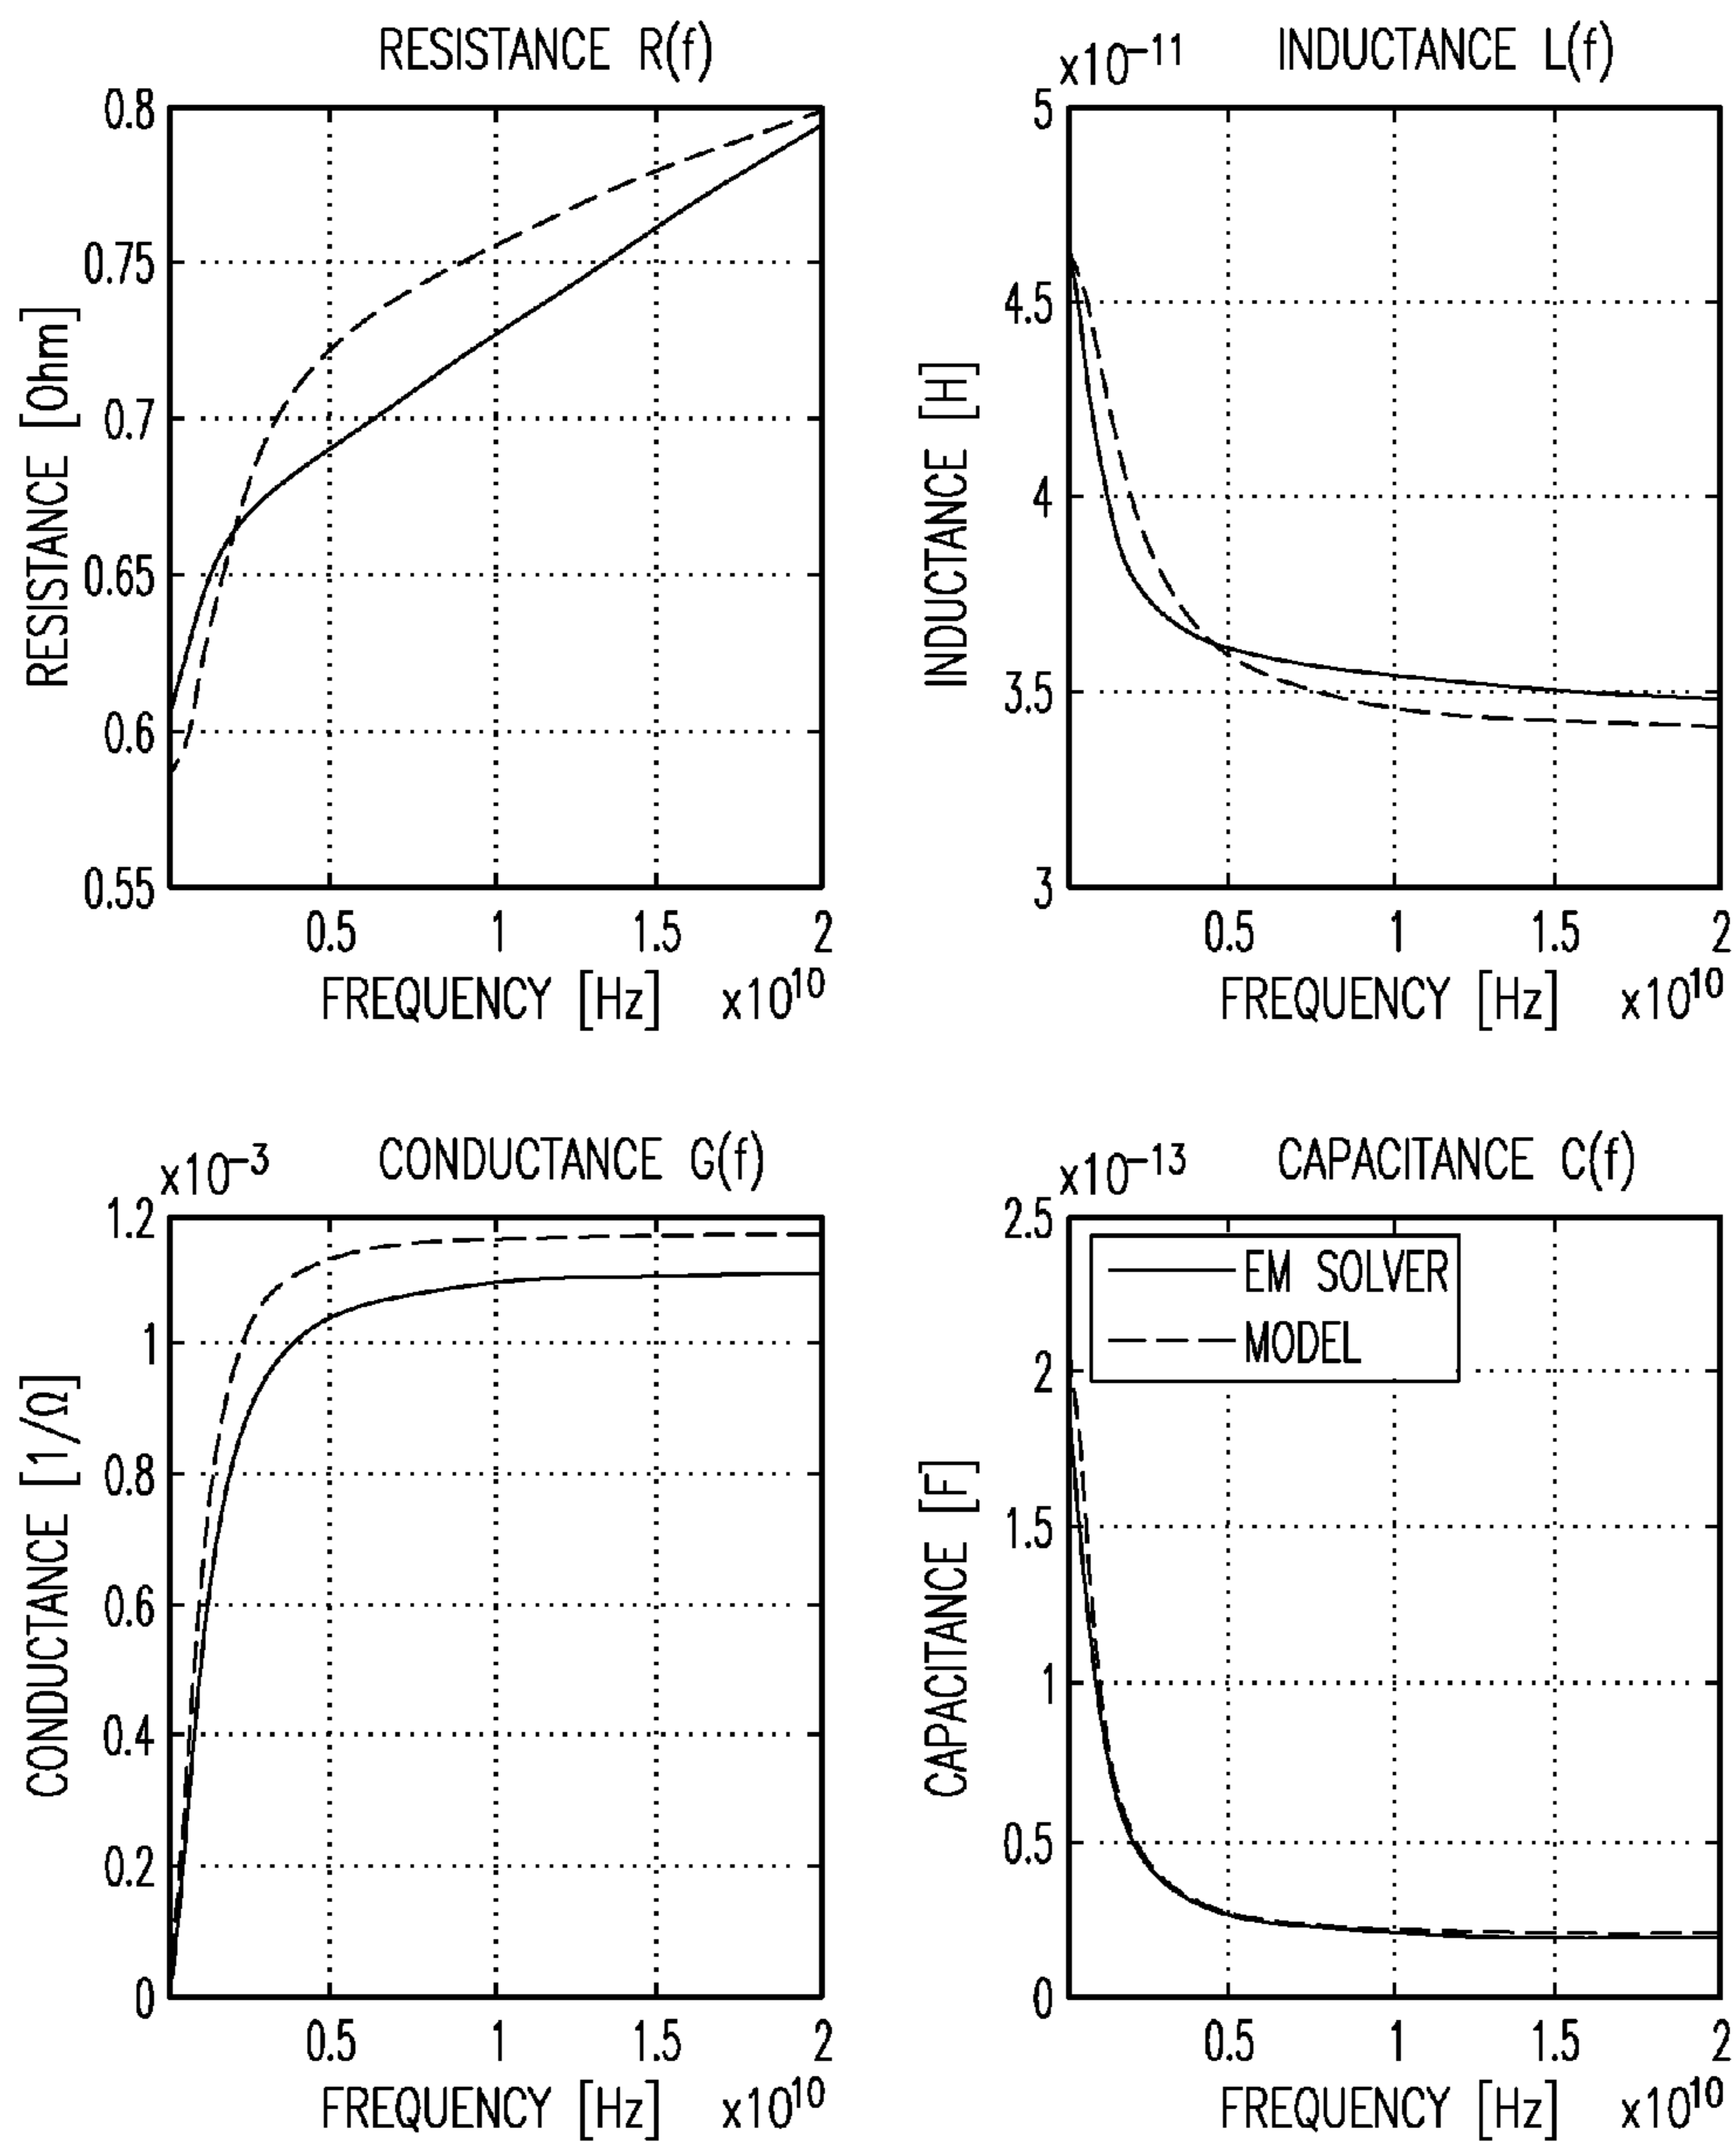 RESISTANCE R(f)
RESISTANCE [Ohm]
0.8
0.75
0.7
0.65
0.6
0.55
0.5 1 1.5 2
FREQUENCY [Hz] x10^10
x10^-11 INDUCTANCE L(f)
INDUCTANCE [H]
5
4.5
4
3.5
3
0.5 1 1.5 2
FREQUENCY [Hz] x10^10
x10^-3 CONDUCTANCE G(f)
CONDUCTANCE [1/Ω]
1.2
1
0.8
0.6
0.4
0.2
0
0.5 1 1.5 2
FREQUENCY [Hz] x10^10
x10^-13 CAPACITANCE C(f)
CAPACITANCE [F]
2.5
2
1.5
1
0.5
0
EM SOLVER
MODEL
0.5 1 1.5 2
FREQUENCY [Hz] x10^10